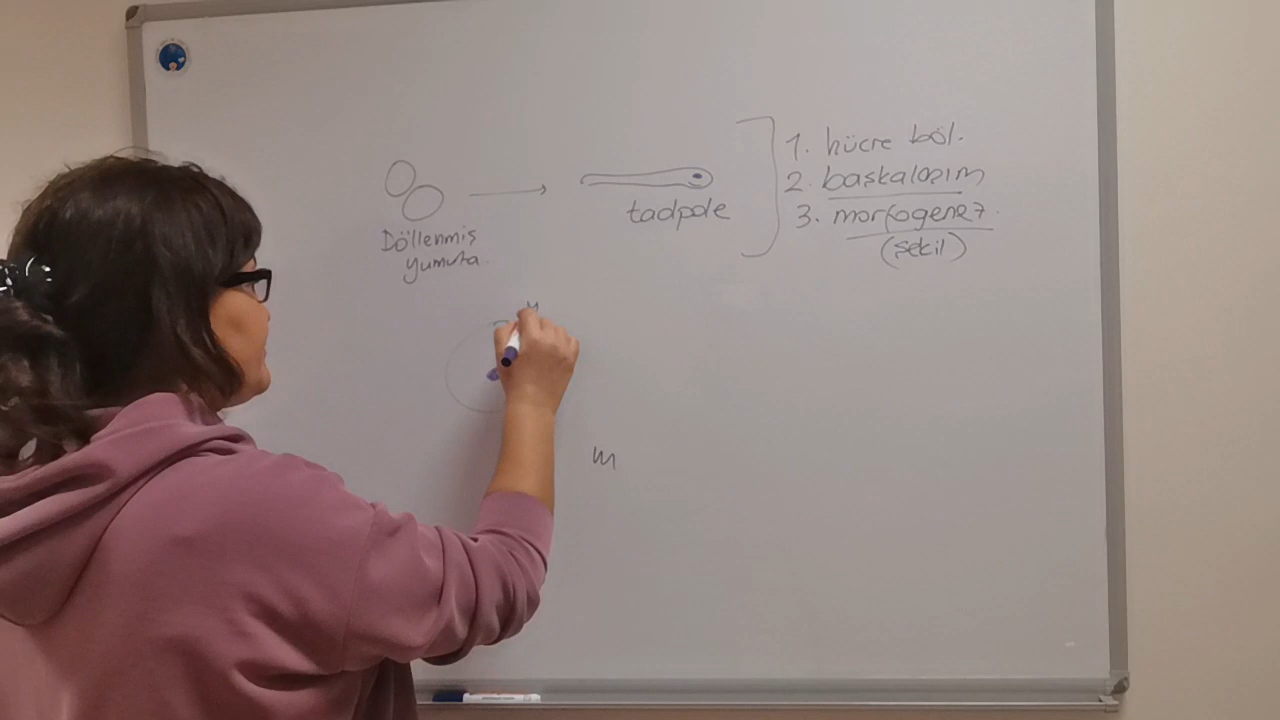 Döllenmiş
yumurta.
tadpole
1. hücre böl.
2. başkalaşım
3. morfogenez.
(şekil)
m